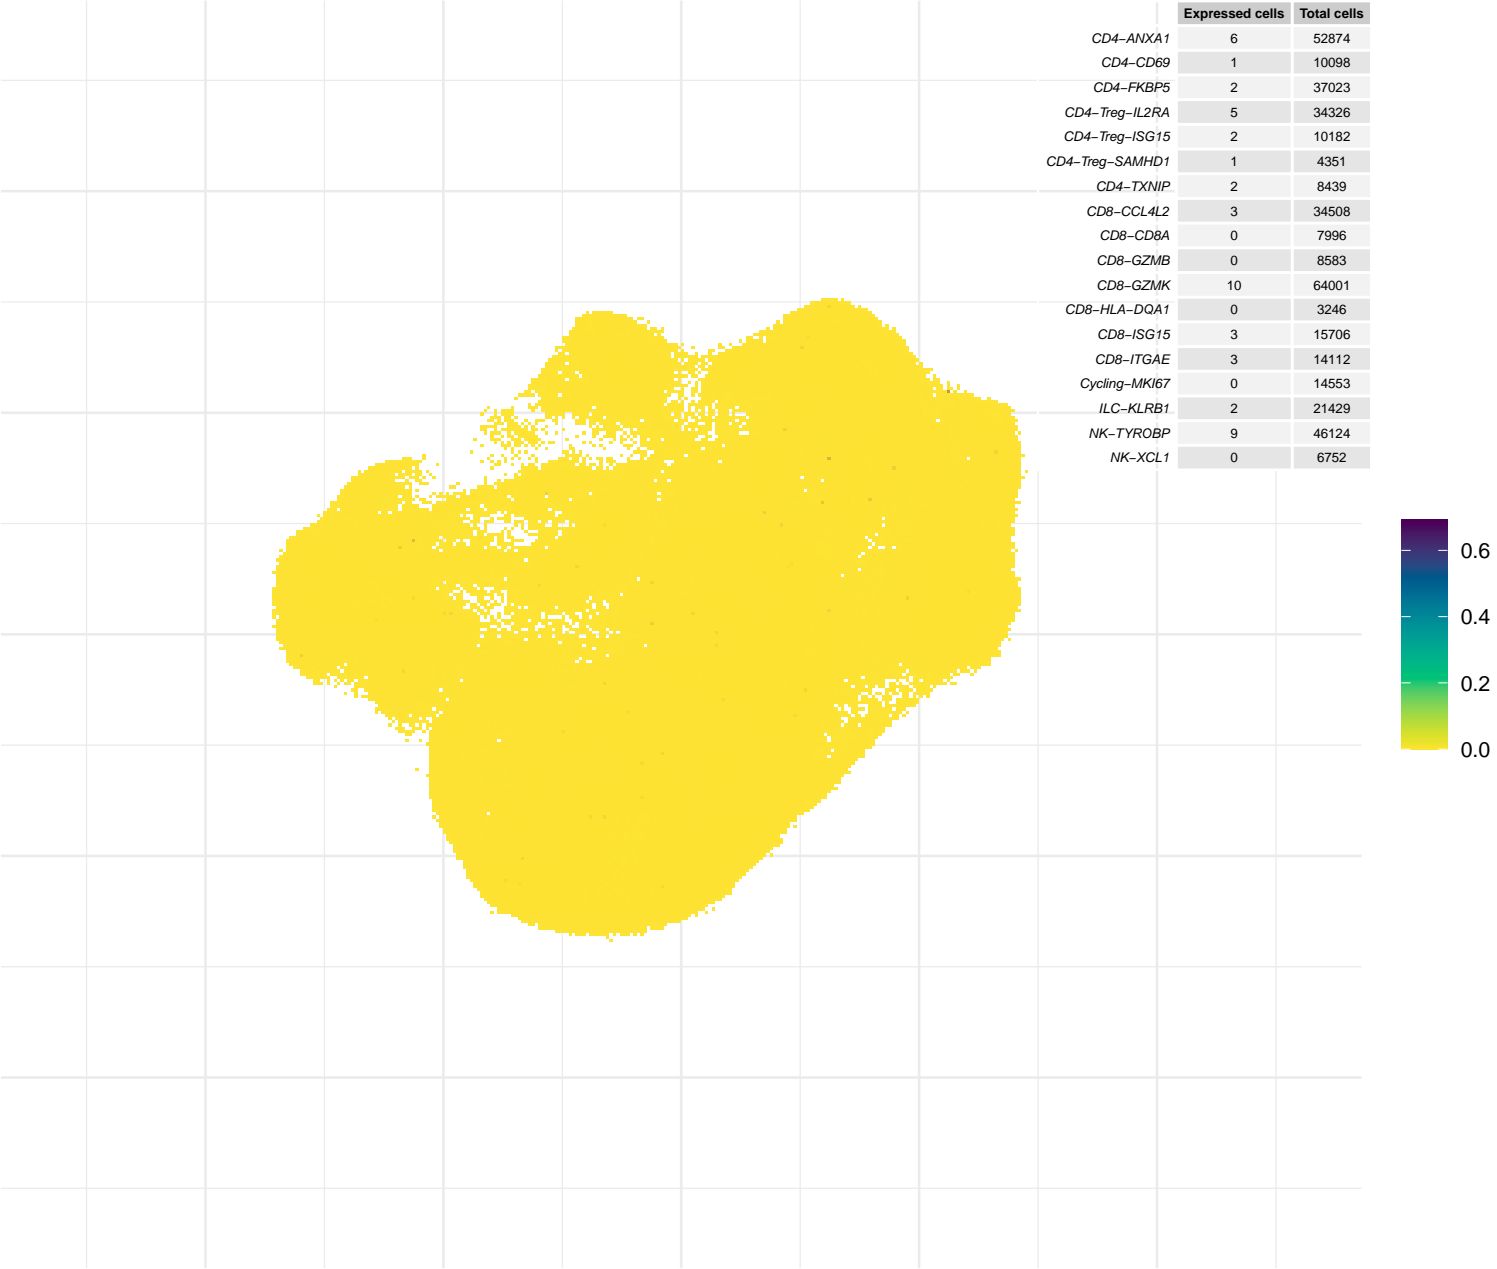 Expressed cells Total cells
CD4−ANXA1 6 52874
CD4−CD69 1 10098
CD4−FKBP5 2 37023
CD4−Treg−IL2RA 5 34326
CD4−Treg−ISG15 2 10182
CD4−Treg−SAMHD1 1 4351
CD4−TXNIP 2 8439
CD8−CCL4L2 3 34508
CD8−CD8A 0 7996
CD8−GZMB 0 8583
CD8−GZMK 10 64001
CD8−HLA−DQA1 0 3246
CD8−ISG15 3 15706
CD8−ITGAE 3 14112
Cycling−MKI67 0 14553
ILC−KLRB1 2 21429
NK−TYROBP 9 46124
NK−XCL1 0 6752
0.6
0.4
0.2
0.0